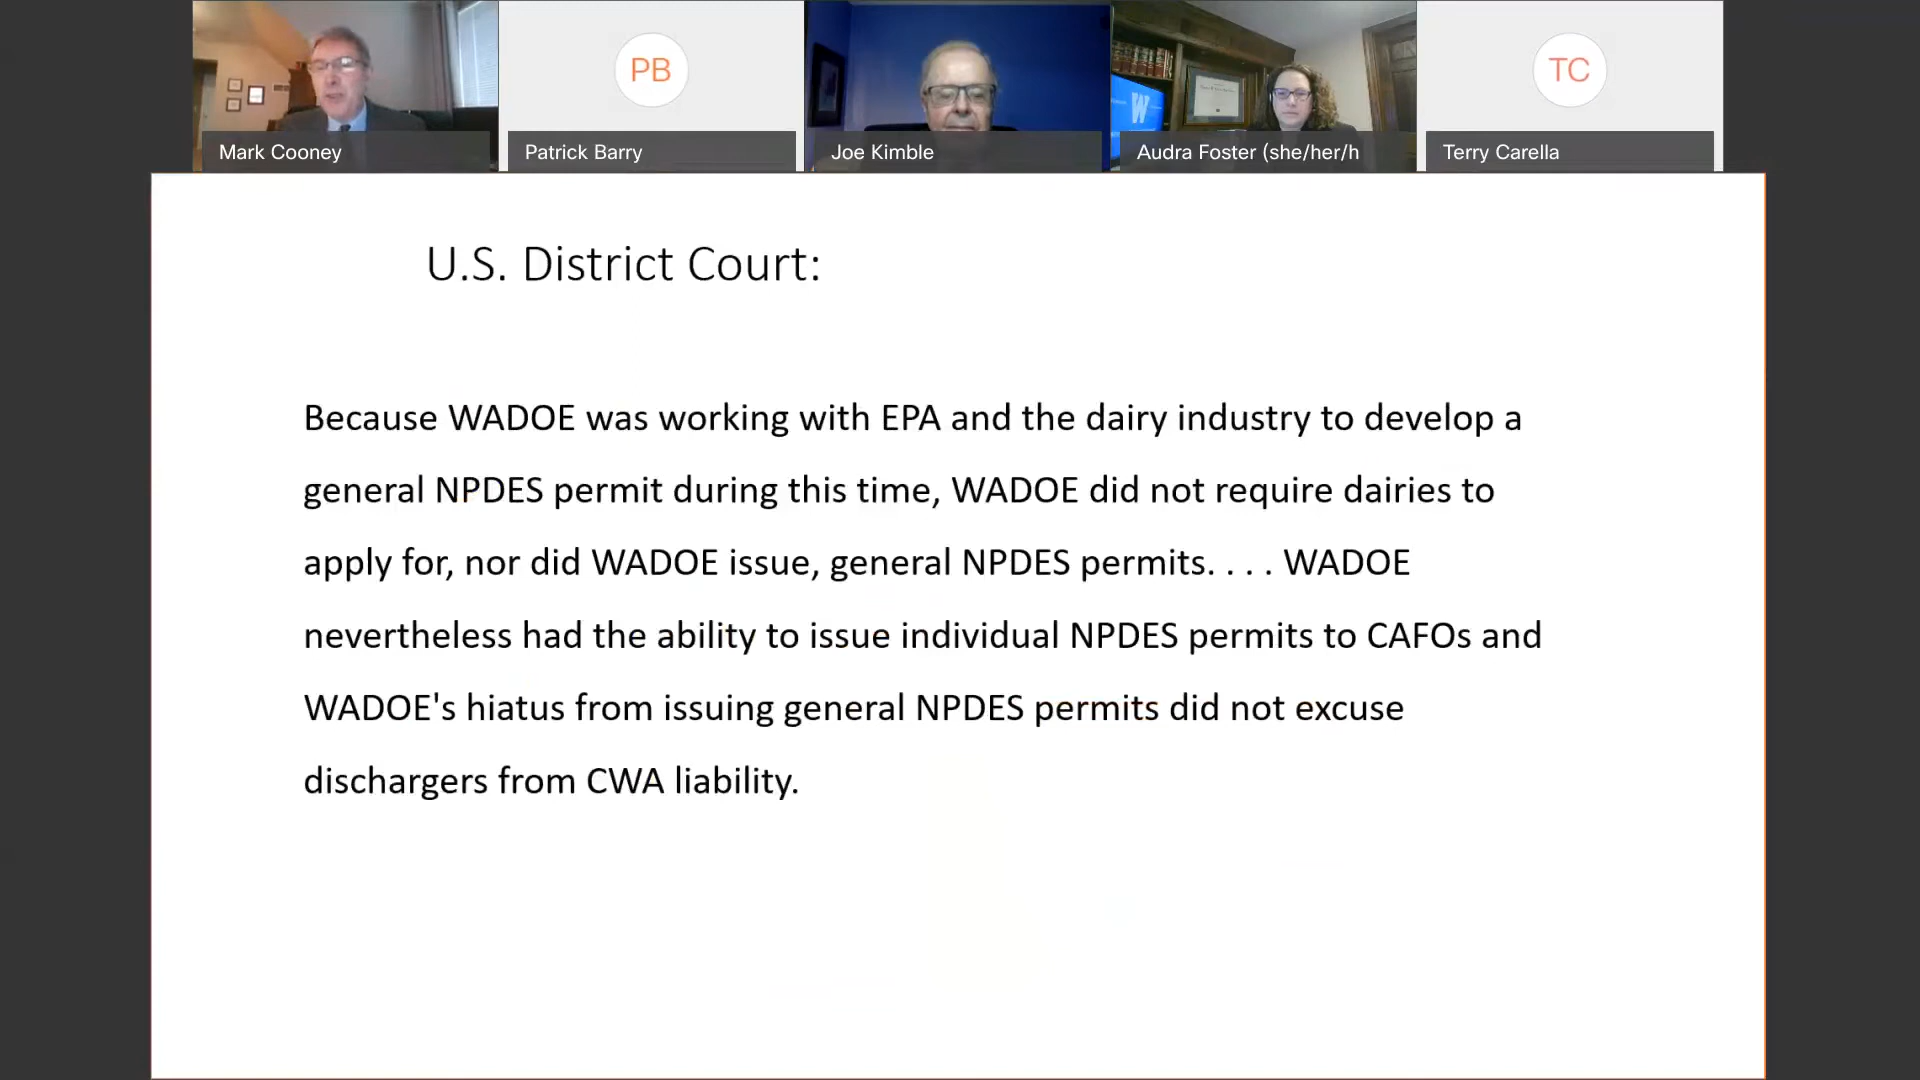 Mark Cooney
PB
Patrick Barry
Joe Kimble
W
Audra Foster (she/her/h
TC
Terry Carella
U.S. District Court:
Because WADOE was working with EPA and the dairy industry to develop a
general NPDES permit during this time, WADOE did not require dairies to
apply for, nor did WADOE issue, general NPDES permits. . . . WADOE
nevertheless had the ability to issue individual NPDES permits to CAFOs and
WADOE's hiatus from issuing general NPDES permits did not excuse
dischargers from CWA liability.